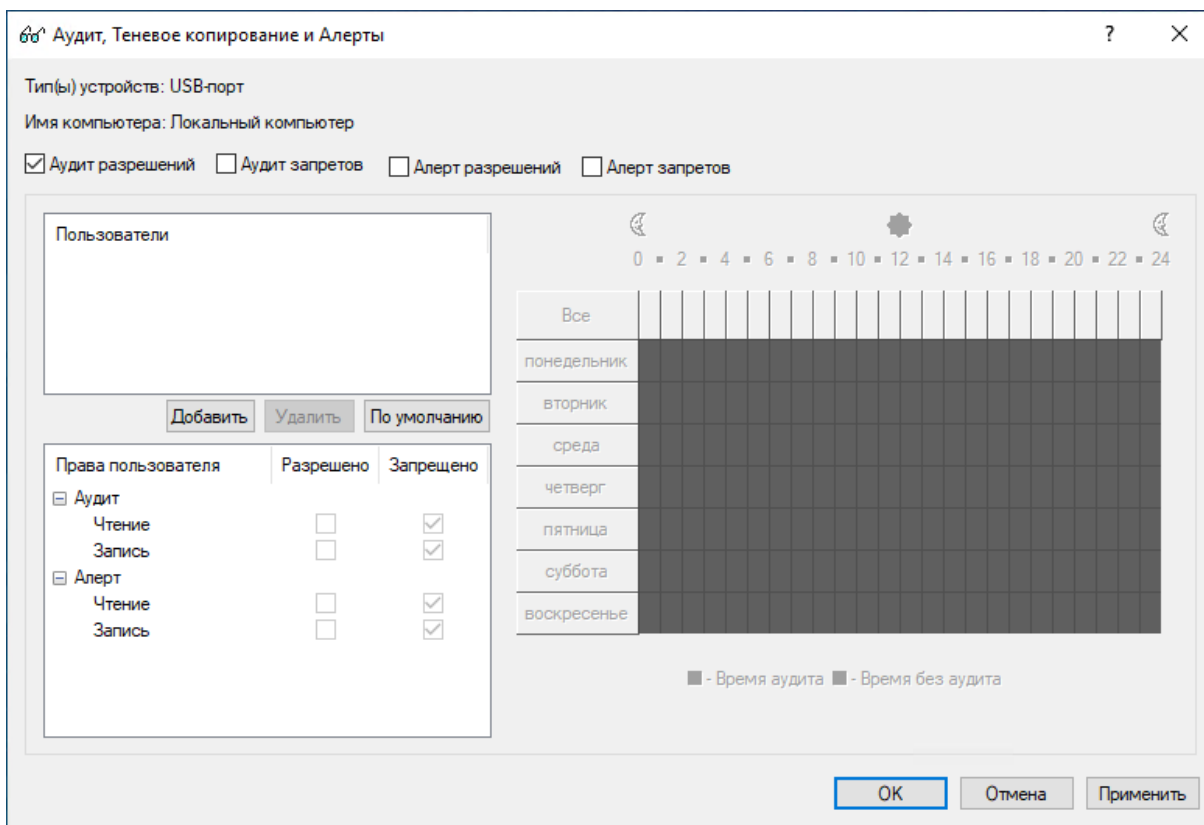 Аудит, Теневое копирование и Алерты
?
Тип(ы) устройств: USB-порт
Имя компьютера: Локальный компьютер
Аудит разрешений Аудит запретов Алерт разрешений Алерт запретов
Пользователи
Добавить Удалить По умолчанию
Права пользователя Разрешено Запрещено
Аудит
Чтение
Запись
Алерт
Чтение
Запись
0 2 4 6 8 10 12 14 16 18 20 22 24
Все
понедельник
вторник
среда
четверг
пятница
суббота
воскресенье
- Время аудита - Время без аудита
OK Отмена Применить